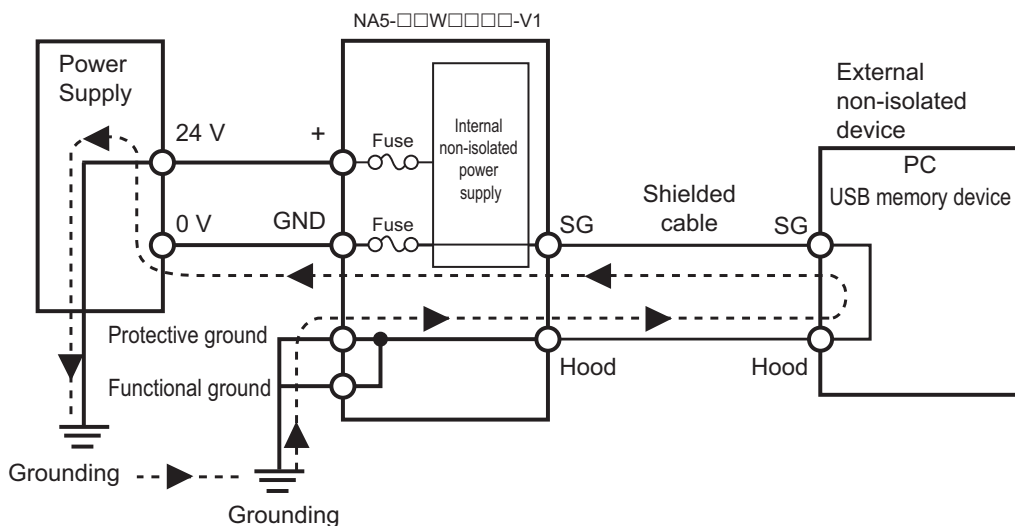 NA5-□□W□□□□-V1
Power
Supply
24 V
+
Fuse
Internal
non-isolated
power
supply
0 V
GND
Fuse
SG
Shielded
cable
SG
External
non-isolated
device
PC
USB memory device
Protective ground
Functional ground
Hood
Hood
Grounding
Grounding